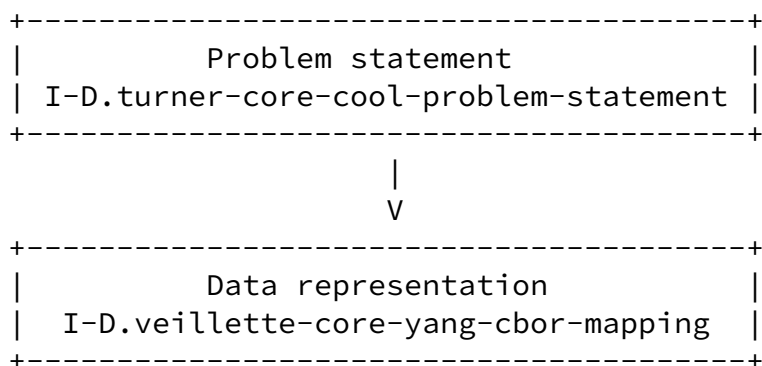 Problem statement
I-D.turner-core-cool-problem-statement
V
Data representation
I-D.veillette-core-yang-cbor-mapping